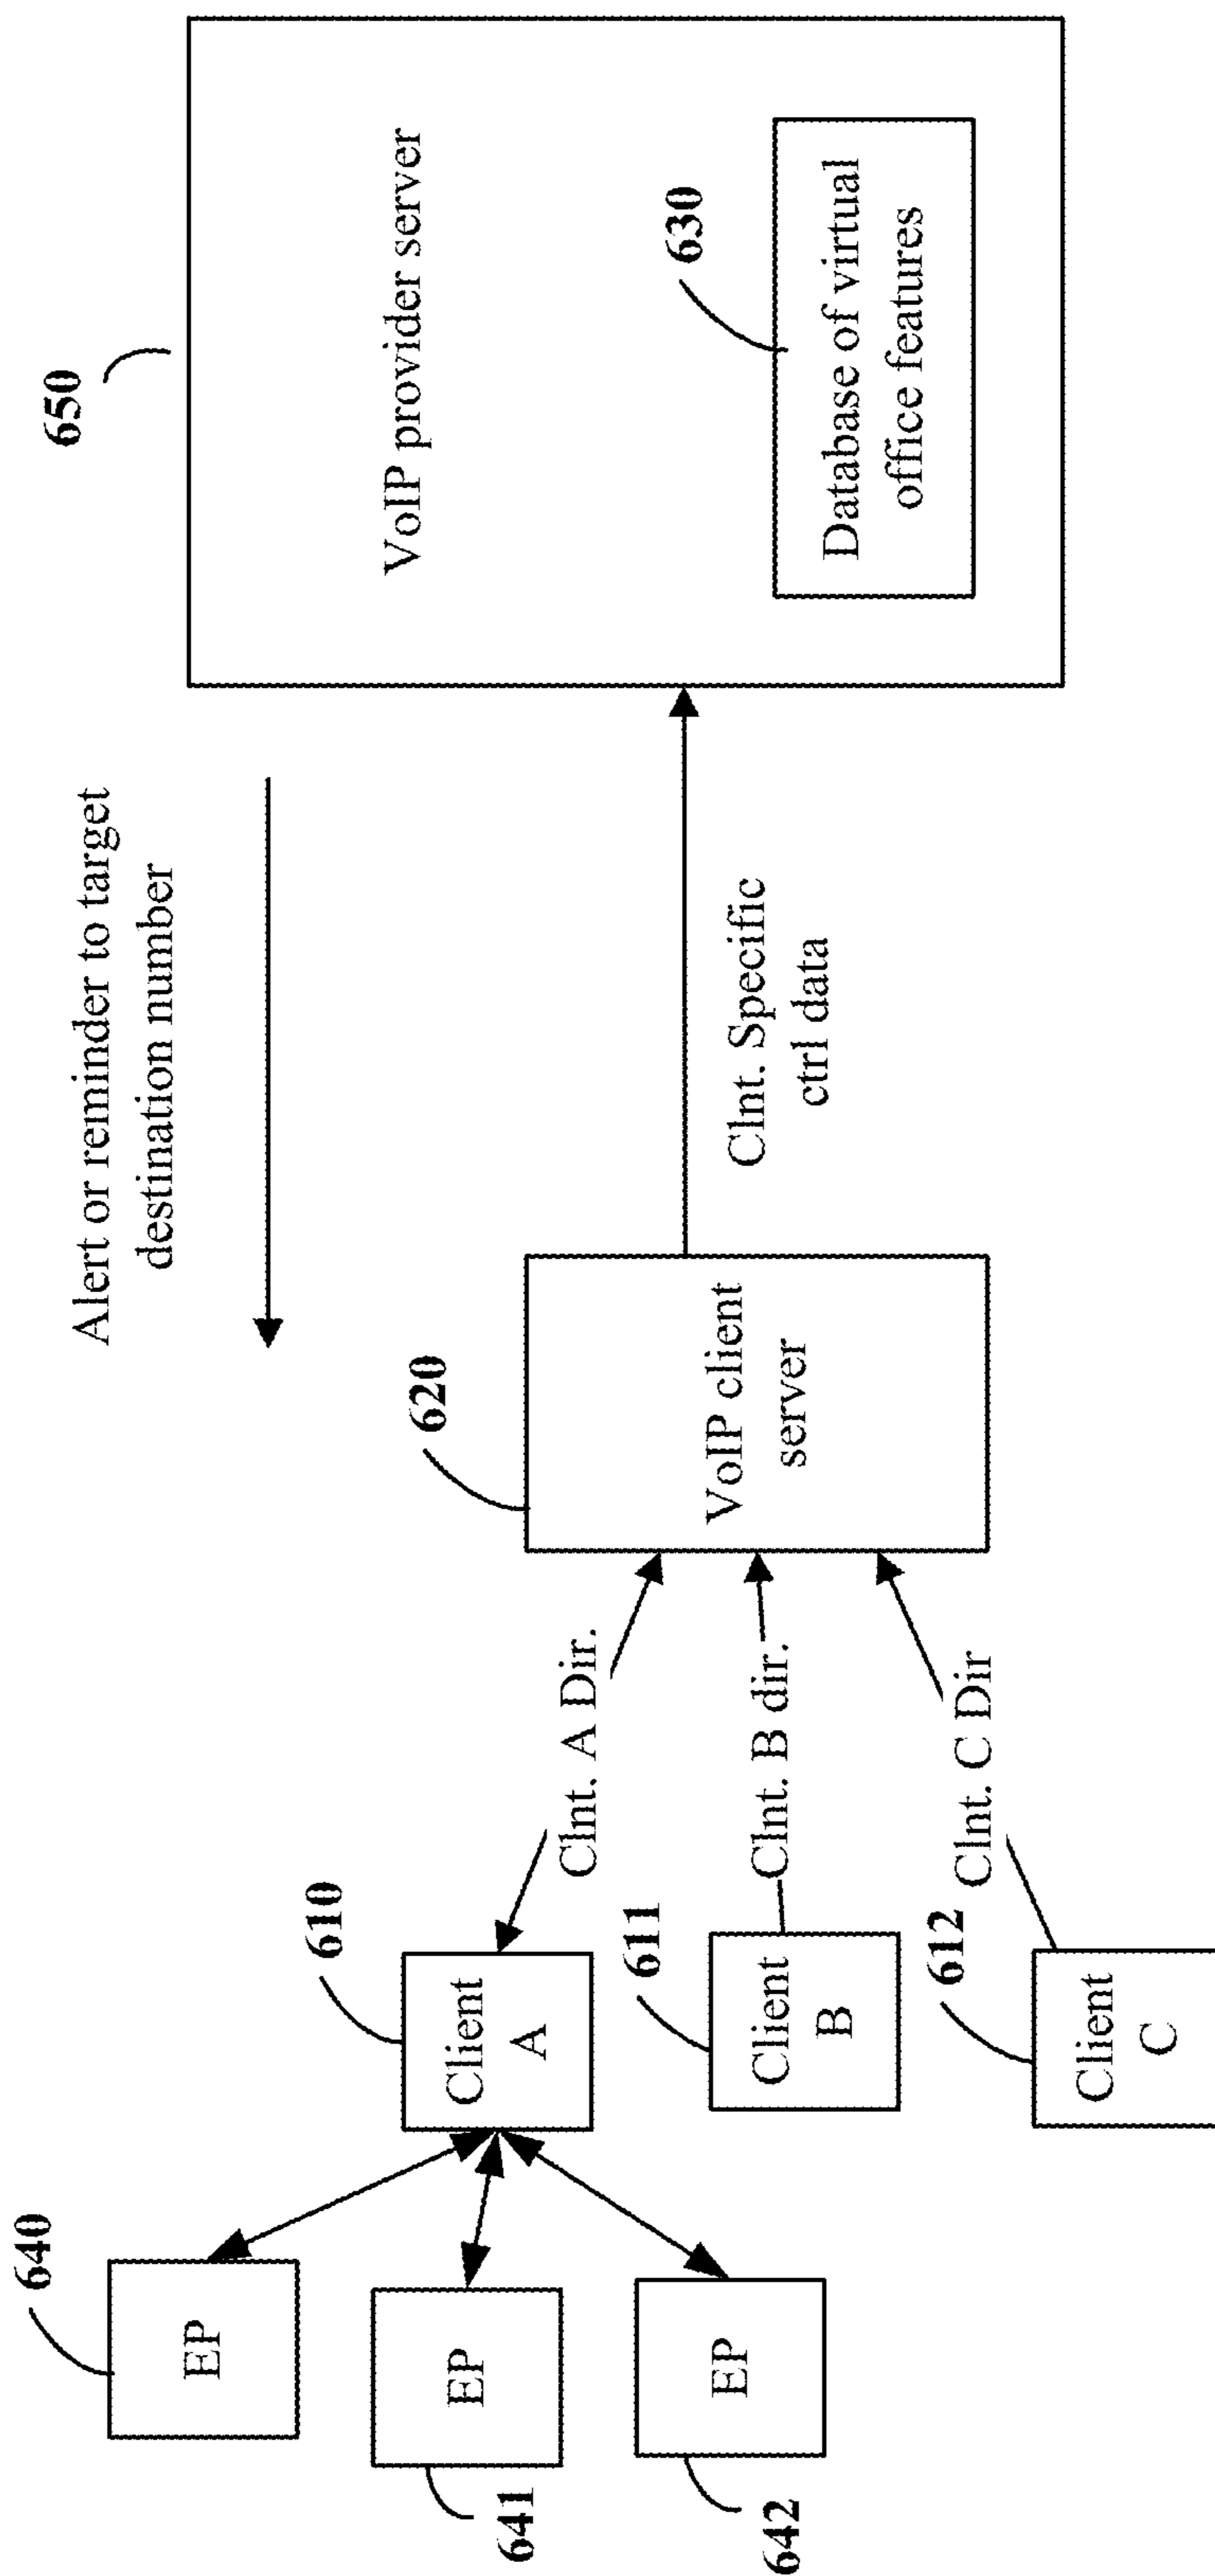 640
EP
641
EP
642
EP
610
Client
A
611
Client
B
612
Client
C
Clnt. A Dir.
Clnt. B dir.
Clnt. C Dir
620
VoIP client
server
Alert or reminder to target
destination number
Clnt. Specific
ctrl data
650
VoIP provider server
630
Database of virtual
office features